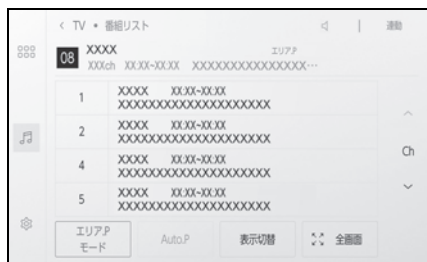 < TV • 番組リスト
連動
08 XXXX エリア.P
XXXch XX:XX~XX:XX XXXXXXXXXXXXXXX…
1 XXXX XX:XX~XX:XX
XXXXXXXXXXXXXXXXXXXXX
2 XXXX XX:XX~XX:XX
XXXXXXXXXXXXXXXXXXXXX
4 XXXX XX:XX~XX:XX
XXXXXXXXXXXXXXXXXXXXX
5 XXXX XX:XX~XX:XX
XXXXXXXXXXXXXXXXXXXXX
Ch
エリア.P
モード
Auto.P
表示切替
全画面